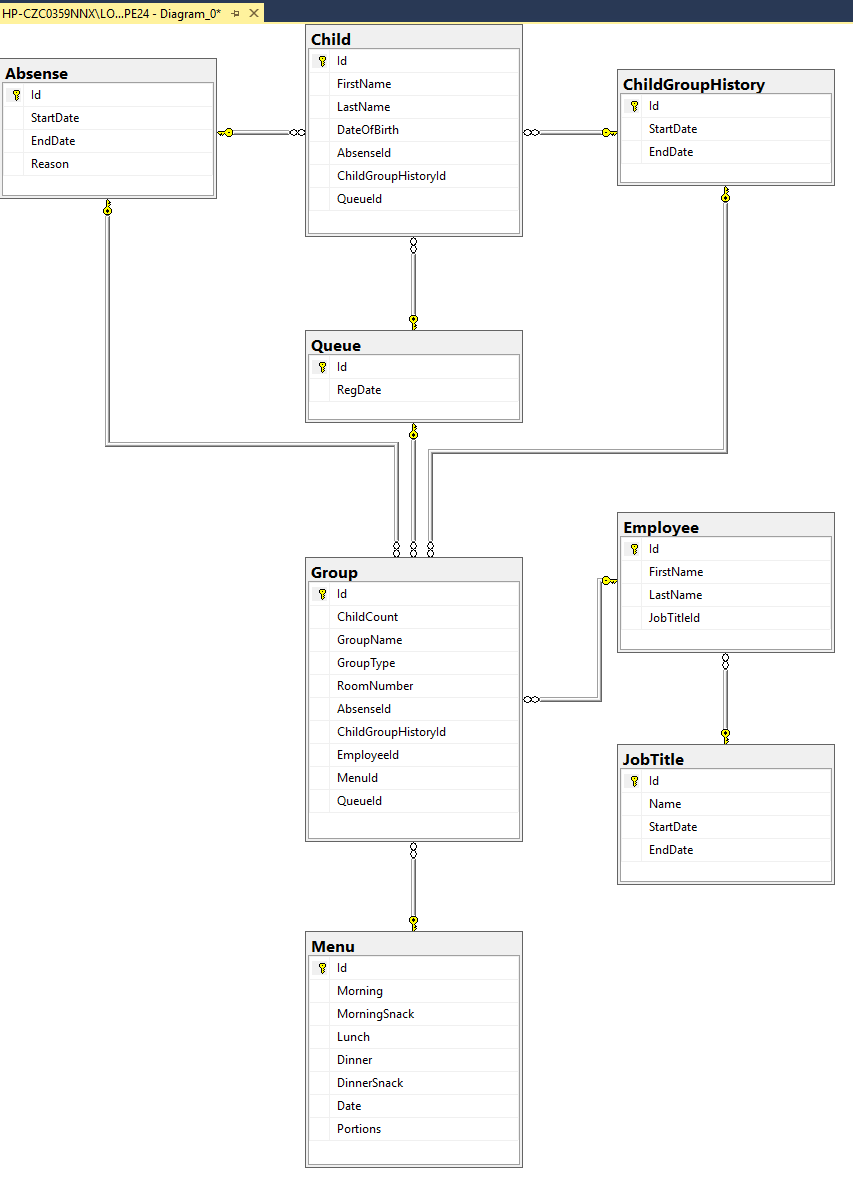 HP-CZC0359NNX\LO...PE24 - Diagram_0*
Child
Id
FirstName
LastName
DateOfBirth
AbsenseId
ChildGroupHistoryId
QueueId
Absense
Id
StartDate
EndDate
Reason
ChildGroupHistory
Id
StartDate
EndDate
Queue
Id
RegDate
Group
Id
ChildCount
GroupName
GroupType
RoomNumber
AbsenseId
ChildGroupHistoryId
EmployeeId
MenuId
QueueId
Employee
Id
FirstName
LastName
JobTitleId
JobTitle
Id
Name
StartDate
EndDate
Menu
Id
Morning
MorningSnack
Lunch
Dinner
DinnerSnack
Date
Portions